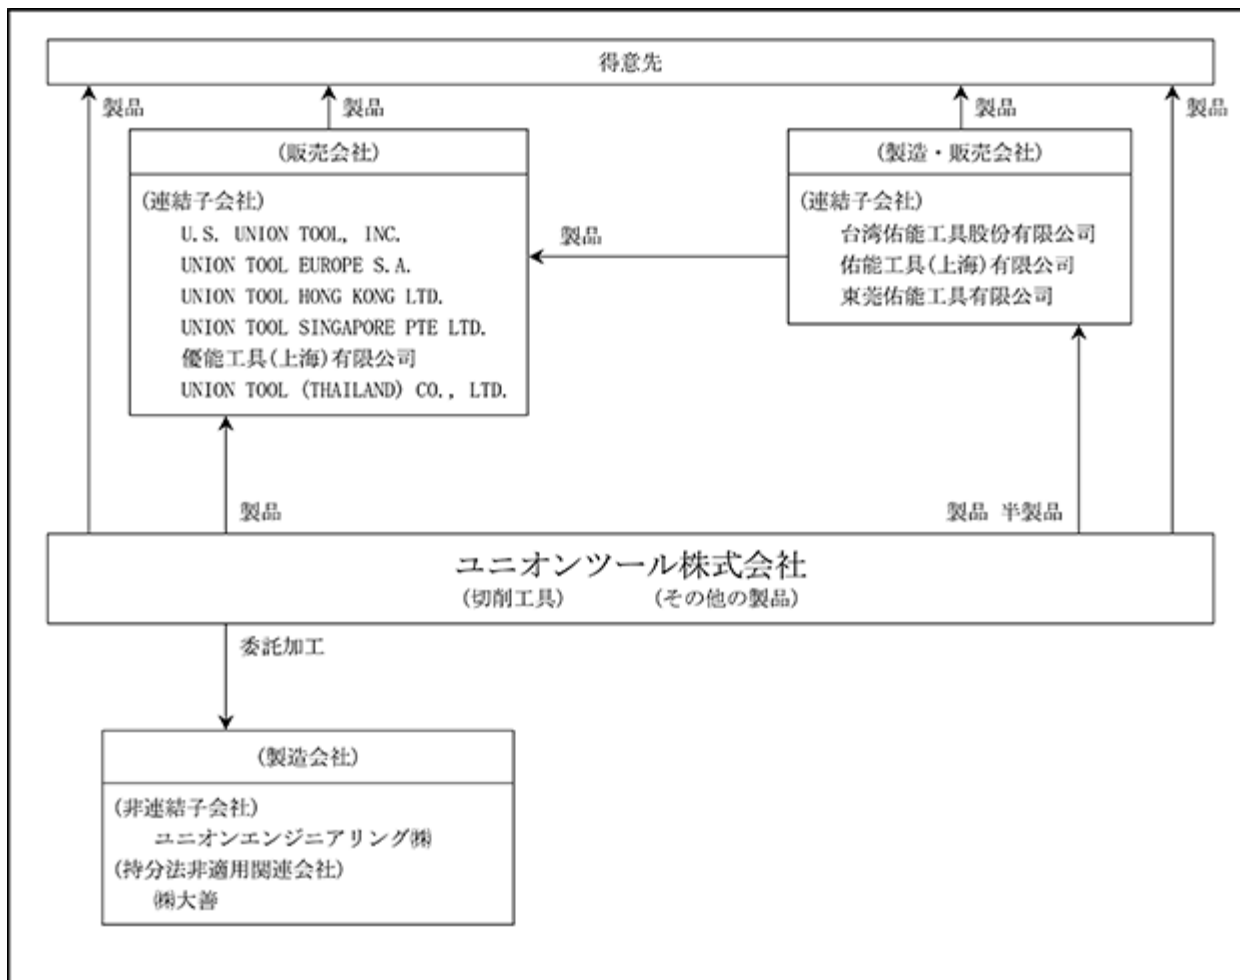 得意先
製品
製品
製品
製品
(販売会社)
(連結子会社)
U.S. UNION TOOL, INC.
UNION TOOL EUROPE S.A.
UNION TOOL HONG KONG LTD.
UNION TOOL SINGAPORE PTE LTD.
優能工具(上海)有限公司
UNION TOOL (THAILAND) CO., LTD.
製品
(製造・販売会社)
(連結子会社)
台湾佑能工具股份有限公司
佑能工具(上海)有限公司
東莞佑能工具有限公司
製品
製品 半製品
ユニオンツール株式会社
(切削工具) (その他の製品)
委託加工
(製造会社)
(非連結子会社)
ユニオンエンジニアリング㈱
(持分法非適用関連会社)
㈱大善